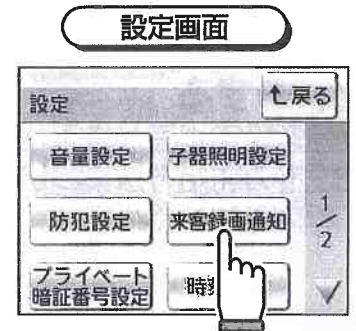 設定画面
設定
戻る
音量設定
子器照明設定
防犯設定
来客録画通知
1/2
プライベート
暗証番号設定
時